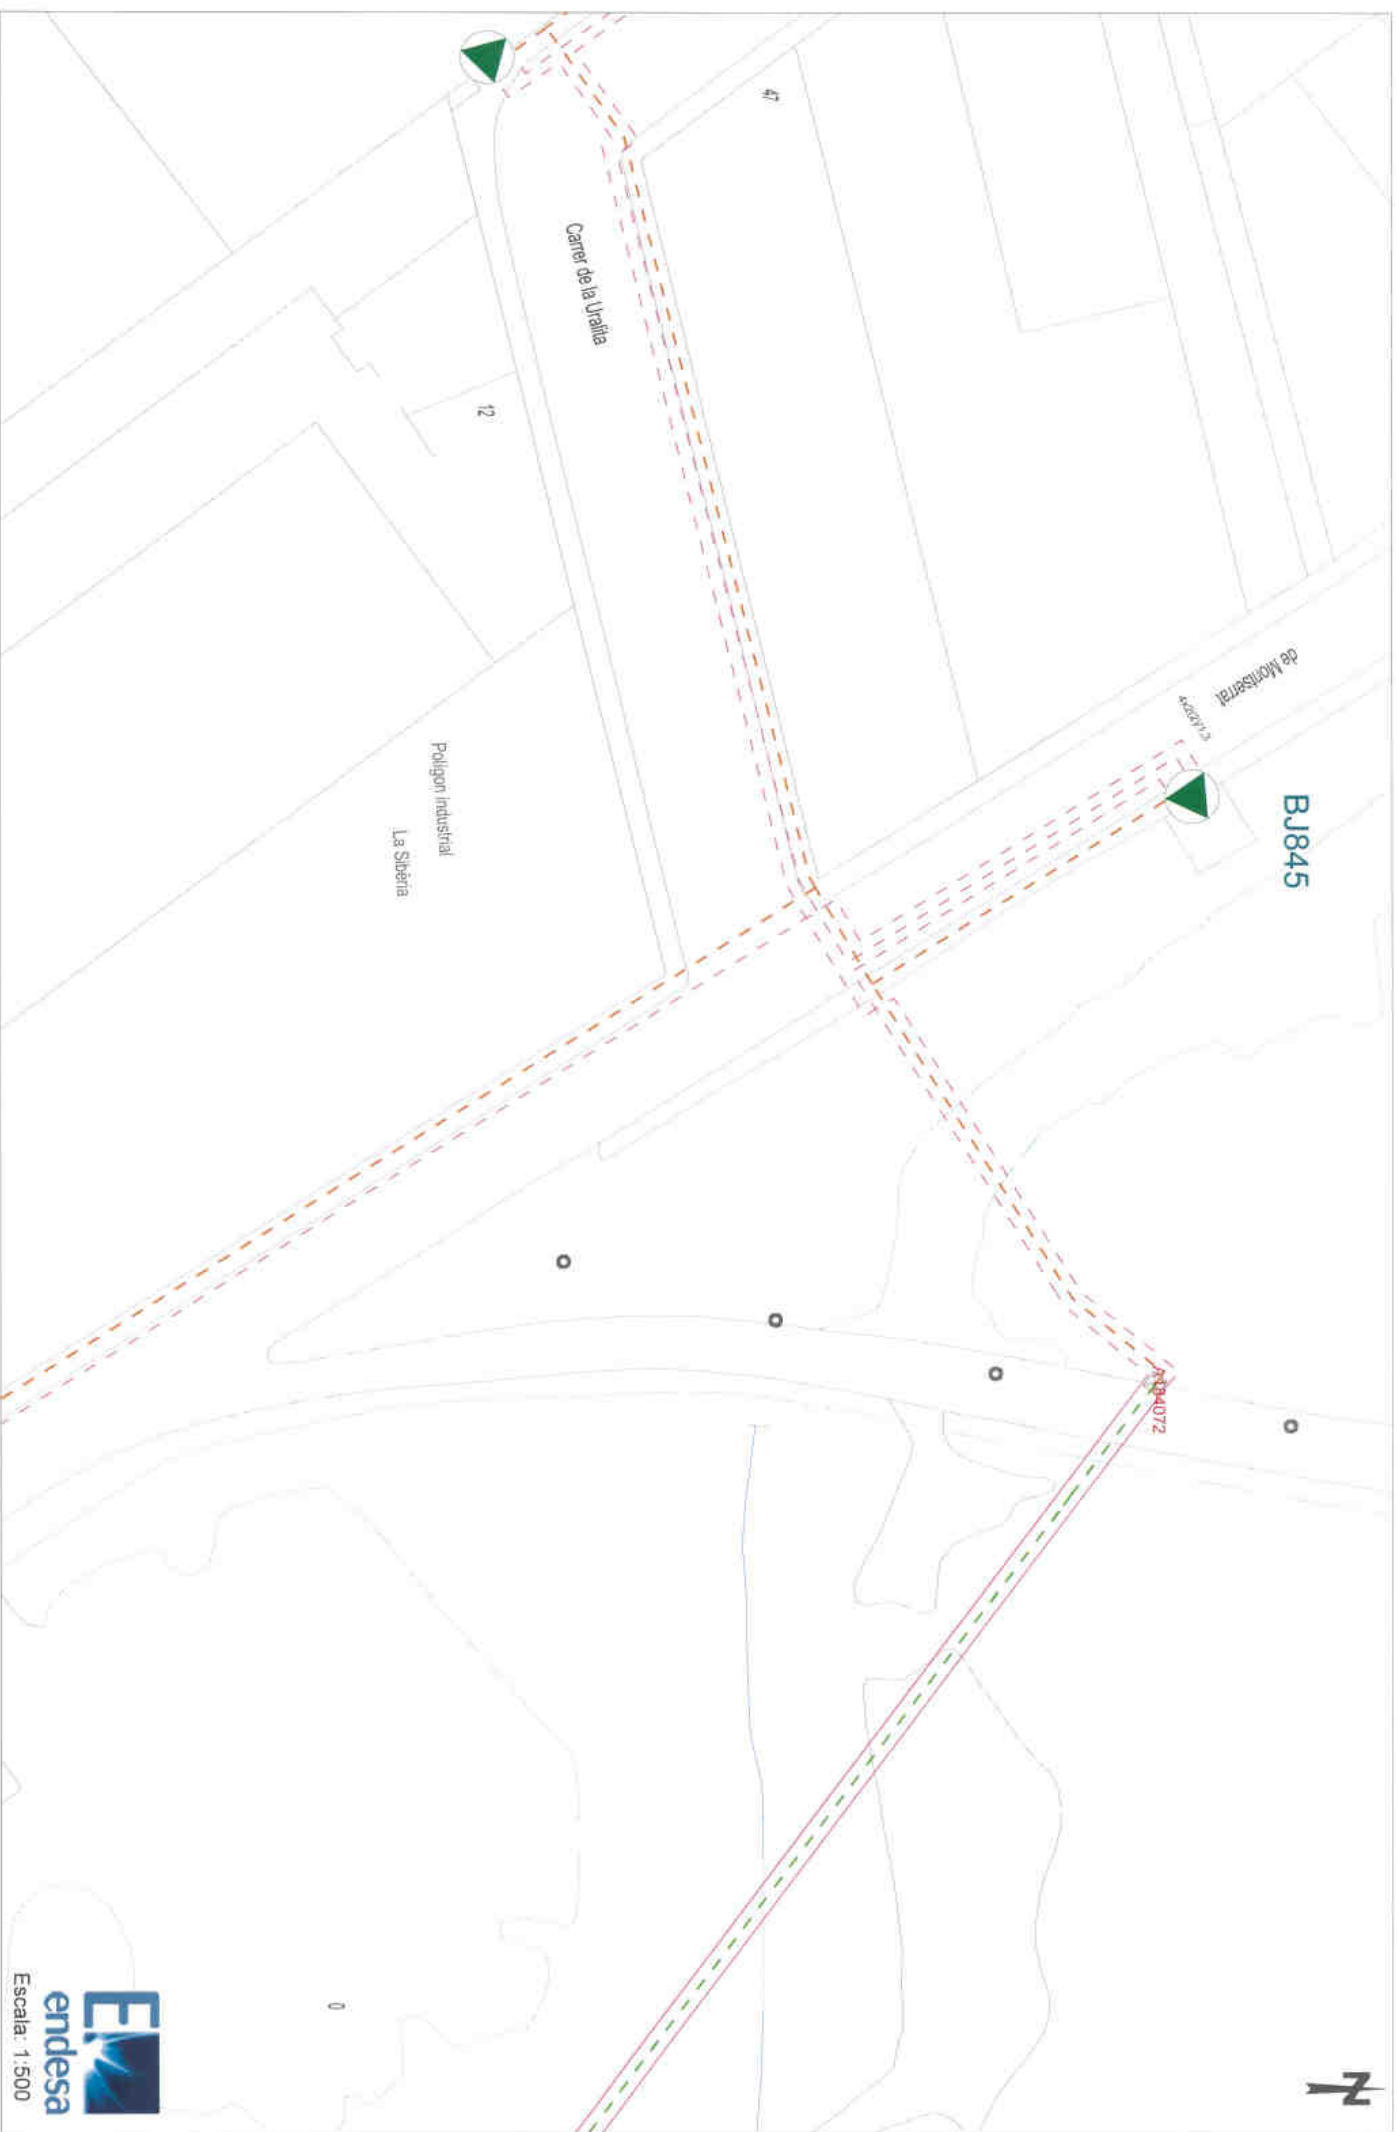 BJ845
de Montserrat
47
Carrer de la Uralita
12
Polígon industrial
La Sibèria
0
N
endesa
Escala: 1:500